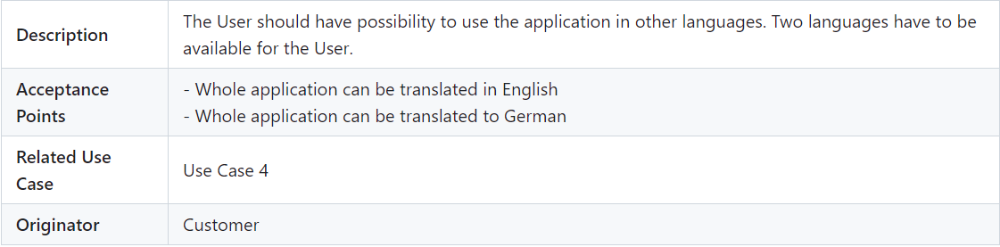 Description
The User should have possibility to use the application in other languages. Two languages have to be
available for the User.
Acceptance
Points
- Whole application can be translated in English
- Whole application can be translated to German
Related Use
Case
Use Case 4
Originator
Customer